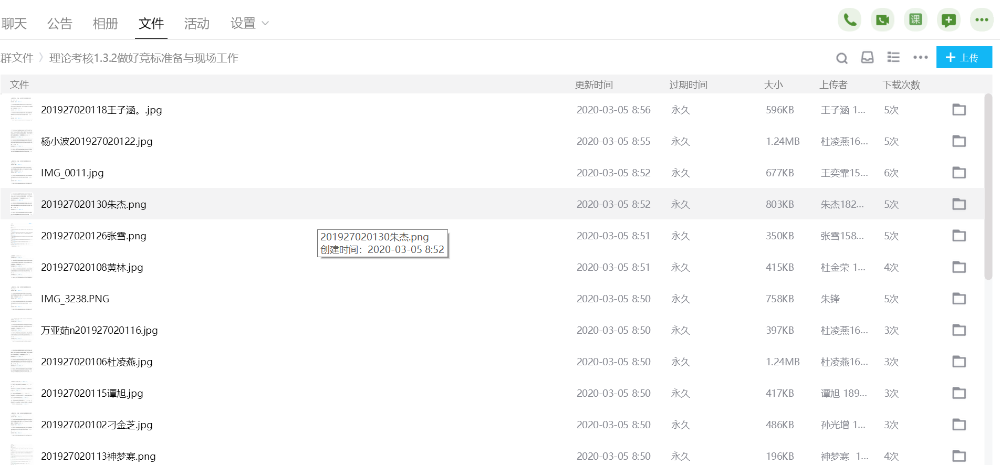 聊天 公告 相册 文件 活动 设置
课
群文件 〉 理论考核1.3.2做好竞标准备与现场工作
上传
文件 更新时间 过期时间 大小 上传者 下载次数
201927020118王子涵。.jpg 2020-03-05 8:56 永久 596KB 王子涵 1... 5次
杨小波201927020122.jpg 2020-03-05 8:55 永久 1.24MB 杜凌燕16... 5次
IMG_0011.jpg 2020-03-05 8:52 永久 677KB 王奕霏15... 6次
201927020130朱杰.png 2020-03-05 8:52 永久 803KB 朱杰182... 5次
201927020126张雪.png 2020-03-05 8:51 永久 350KB 张雪158... 5次
201927020130朱杰.png
创建时间：2020-03-05 8:52
201927020108黄林.jpg 2020-03-05 8:51 永久 415KB 杜金荣 1... 4次
IMG_3238.PNG 2020-03-05 8:50 永久 758KB 朱锋 5次
万亚茹n201927020116.jpg 2020-03-05 8:50 永久 397KB 杜凌燕16... 3次
201927020106杜凌燕.jpg 2020-03-05 8:50 永久 1.24MB 杜凌燕16... 3次
201927020115谭旭.jpg 2020-03-05 8:50 永久 417KB 谭旭 189... 3次
201927020102刁金芝.jpg 2020-03-05 8:50 永久 486KB 孙光增 1... 3次
201927020113神梦寒.png 2020-03-05 8:50 永久 196KB 神梦寒 1... 4次